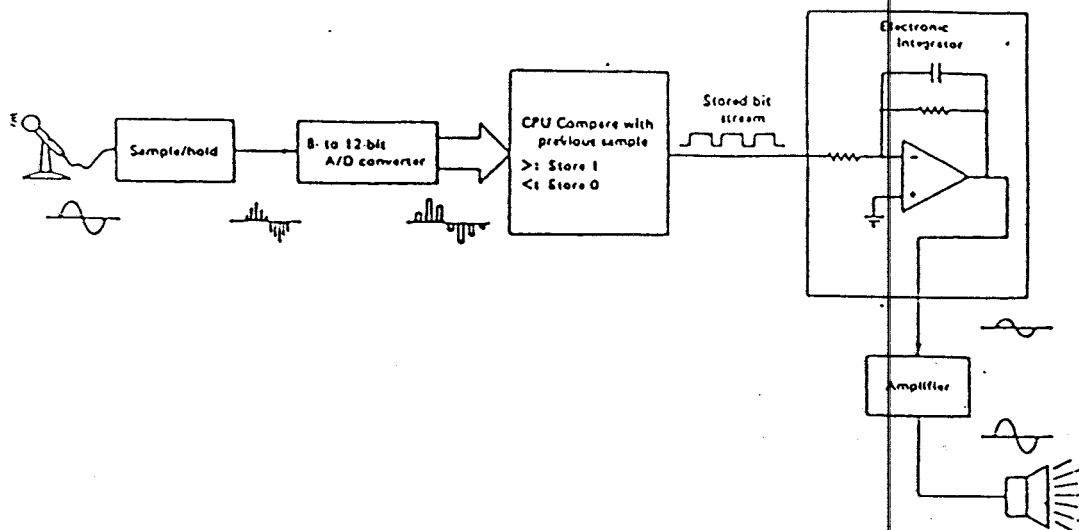 Electronic
Integrator
Stored bit
stream
Sample/hold
8- to 12-bit
A/D converter
CPU Compare with
previous sample
>: Store 1
<: Store 0
Amplifier